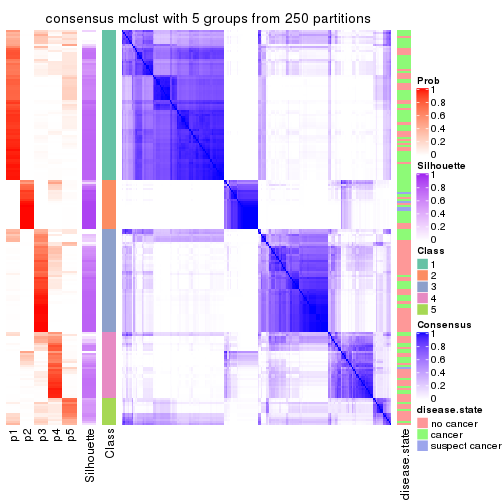 consensus mclust with 5 groups from 250 partitions
Prob
1
0.8
0.6
0.4
0.2
0
Silhouette
1
0.8
0.6
0.4
0.2
0
Class
1
2
3
4
5
Consensus
1
0.8
0.6
0.4
0.2
0
disease.state
no cancer
cancer
suspect cancer
p1
p2
p3
p4
p5
Silhouette
Class
disease.state